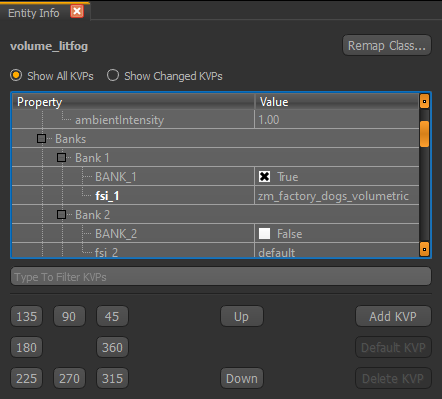 Entity Info
volume_litfog
Remap Class...
Show All KVPs Show Changed KVPs
Property Value
ambientIntensity 1.00
Banks
Bank 1
BANK_1 True
fsi_1 zm_factory_dogs_volumetric
Bank 2
BANK_2 False
fsi_2 default
Type To Filter KVPs
135 90 45 Up Add KVP
180 360 Default KVP
225 270 315 Down Delete KVP